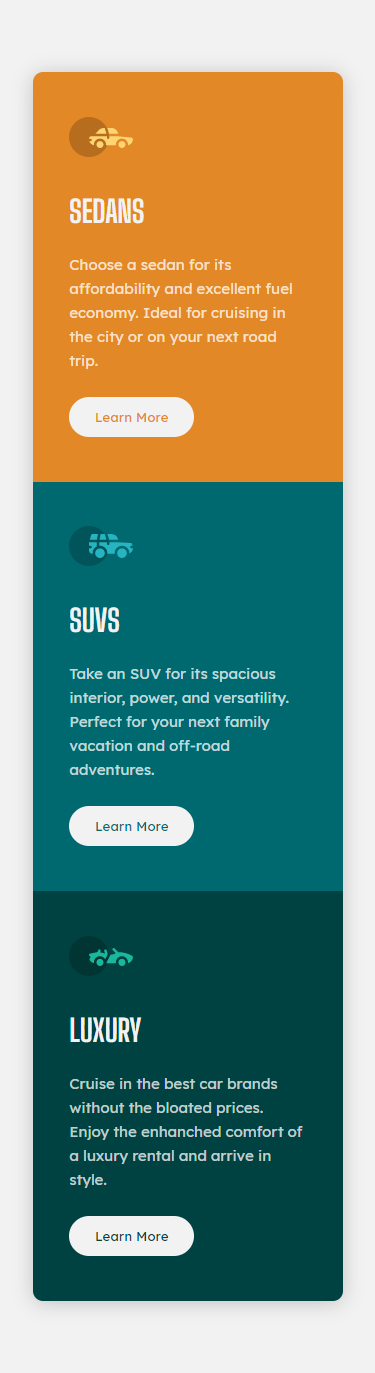 SEDANS
Choose a sedan for its
affordability and excellent fuel
economy. Ideal for cruising in
the city or on your next road
trip.
Learn More
SUVS
Take an SUV for its spacious
interior, power, and versatility.
Perfect for your next family
vacation and off-road
adventures.
Learn More
LUXURY
Cruise in the best car brands
without the bloated prices.
Enjoy the enhanched comfort of
a luxury rental and arrive in
style.
Learn More